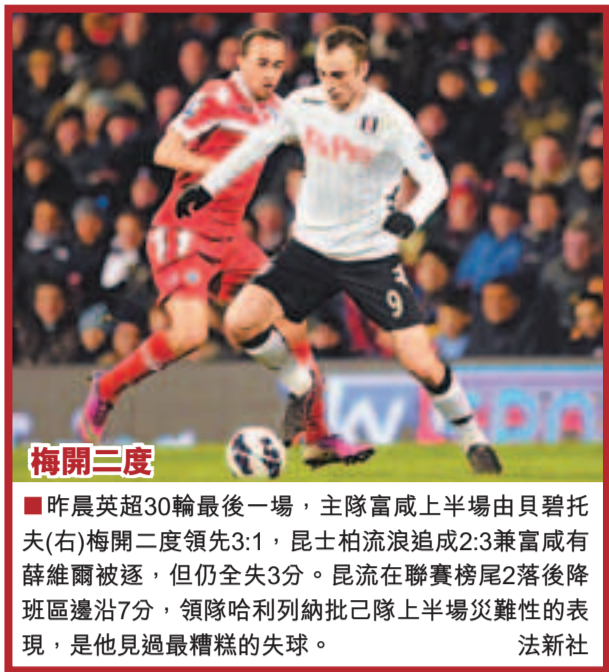 11
9
梅開二度
■昨晨英超30輪最後一場，主隊富咸上半場由貝碧托
夫(右)梅開二度領先3:1，昆士柏流浪追成2:3兼富咸有
薛維爾被逐，但仍全失3分。昆流在聯賽榜尾2落後降
班區邊沿7分，領隊哈利列納批己隊上半場災難性的表
現，是他見過最糟糕的失球。 法新社